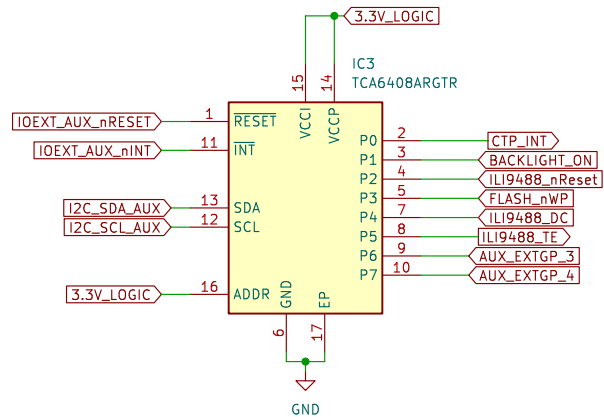 3.3V_LOGIC
IC3
TCA6408ARGTR
15
14
VCCI
VCCP
IOEXT_AUX_nRESET
1
RESET
IOEXT_AUX_nINT
11
INT
I2C_SDA_AUX
13
SDA
I2C_SCL_AUX
12
SCL
3.3V_LOGIC
16
ADDR
P0
2
CTP_INT
P1
3
BACKLIGHT_ON
P2
4
ILI9488_nReset
P3
5
FLASH_nWP
P4
7
ILI9488_DC
P5
8
ILI9488_TE
P6
9
AUX_EXTGP_3
P7
10
AUX_EXTGP_4
GND
EP
6
17
GND